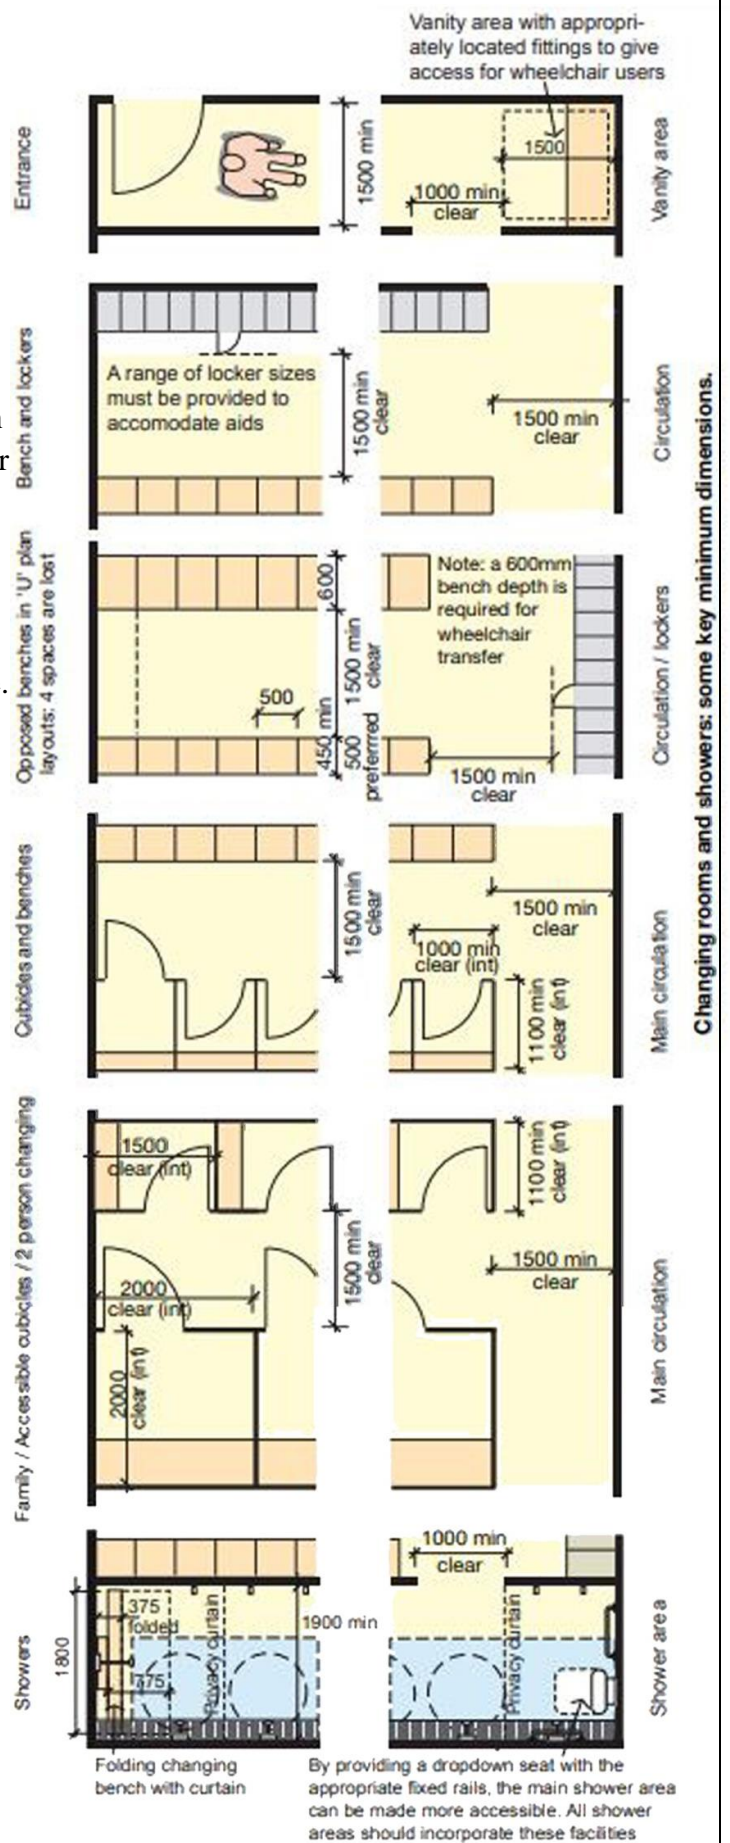 Vanity area with appropri-
ately located fittings to give
access for wheelchair users
Entrance
1500 min
1000 min
clear
1500
Vanity area
Bench and lockers
A range of locker sizes
must be provided to
accomodate aids
1500 min
clear
1500 min
clear
Circulation
r
Changing rooms and showers: some key minimum dimensions.
Opposed benches in 'U' plan
layouts: 4 spaces are lost
.
600
1500 min
clear
500
450 min
500
preferrred
Note: a 600mm
bench depth is
required for
wheelchair
transfer
1500 min
clear
Circulation / lockers
Cubicles and benches
1500 min
clear
1000 min
clear (int)
1100 min
clear (int)
1500 min
clear
Main circulation
Family / Accessible cubicles / 2 person changing
1500
clear (int)
2000
clear (int)
2000
clear (int)
1500 min
clear
1100 min
clear (int)
1500 min
clear
Main circulation
Showers
1800
375
folded
775
Privacy curtain
1900 min
1000 min
clear
Privacy curtain
Shower area
Folding changing
bench with curtain
By providing a dropdown seat with the
appropriate fixed rails, the main shower area
can be made more accessible. All shower
areas should incorporate these facilities